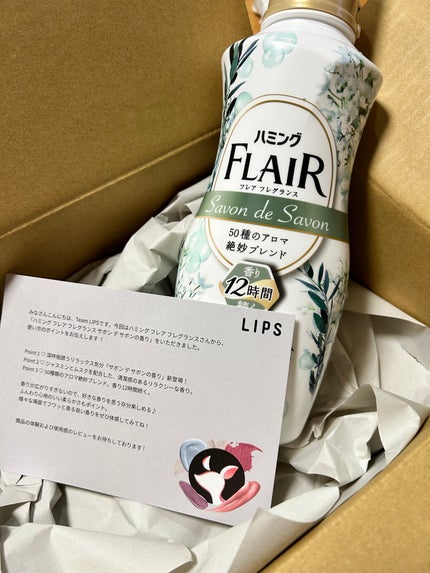 ハミング
FLAIR
フレア フレグランス
Savon de Savon
50種のアロマ
絶妙ブレンド
香り
12時間
LIPS
みなさんこんにちは、Team LIPSです。今回はハミング フレア フレグランスさんから、
「ハミング フレア フレグランス サボン デ サボンの香り」をいただきました。
使い方のポイントをお伝えします！
Point 1♡ 深呼吸誘うリラックス気分「サボン デ サボンの香り」新登場！
Point 2♡ ジャスミンとムスクを配合した、清潔感のあるリラクシーな香り。
Point 3♡ 50種類のアロマ絶妙ブレンド。香り12時間続く。
香りが広がりすぎないので、好きな香りを思う存分楽しめる♪
ふんわり心地のいい柔らかさもポイント。
様々な場面でフワッと香る良い香りをぜひ体感してみてね！
商品の体験および使用感のレビューをお待ちしております！